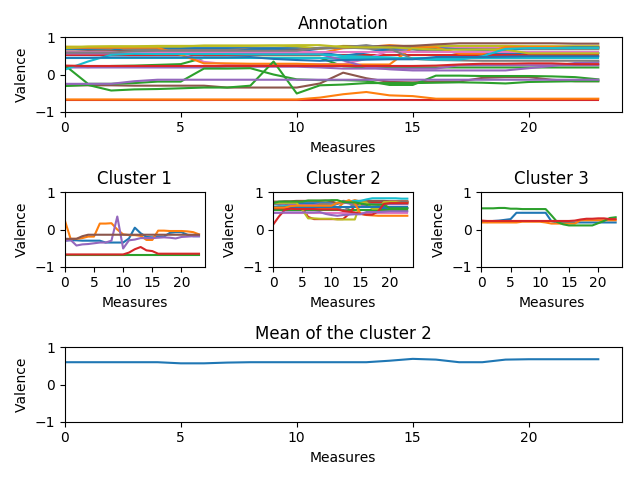 Annotation
Valence
1
0
−1
0 5 10 15 20
Measures
Cluster 1 Cluster 2 Cluster 3
Valence Valence Valence
1 1 1
0 0 0
−1 −1 −1
0 5 10 15 20 0 5 10 15 20 0 5 10 15 20
Measures Measures Measures
Mean of the cluster 2
Valence
1
0
−1
0 5 10 15 20
Measures